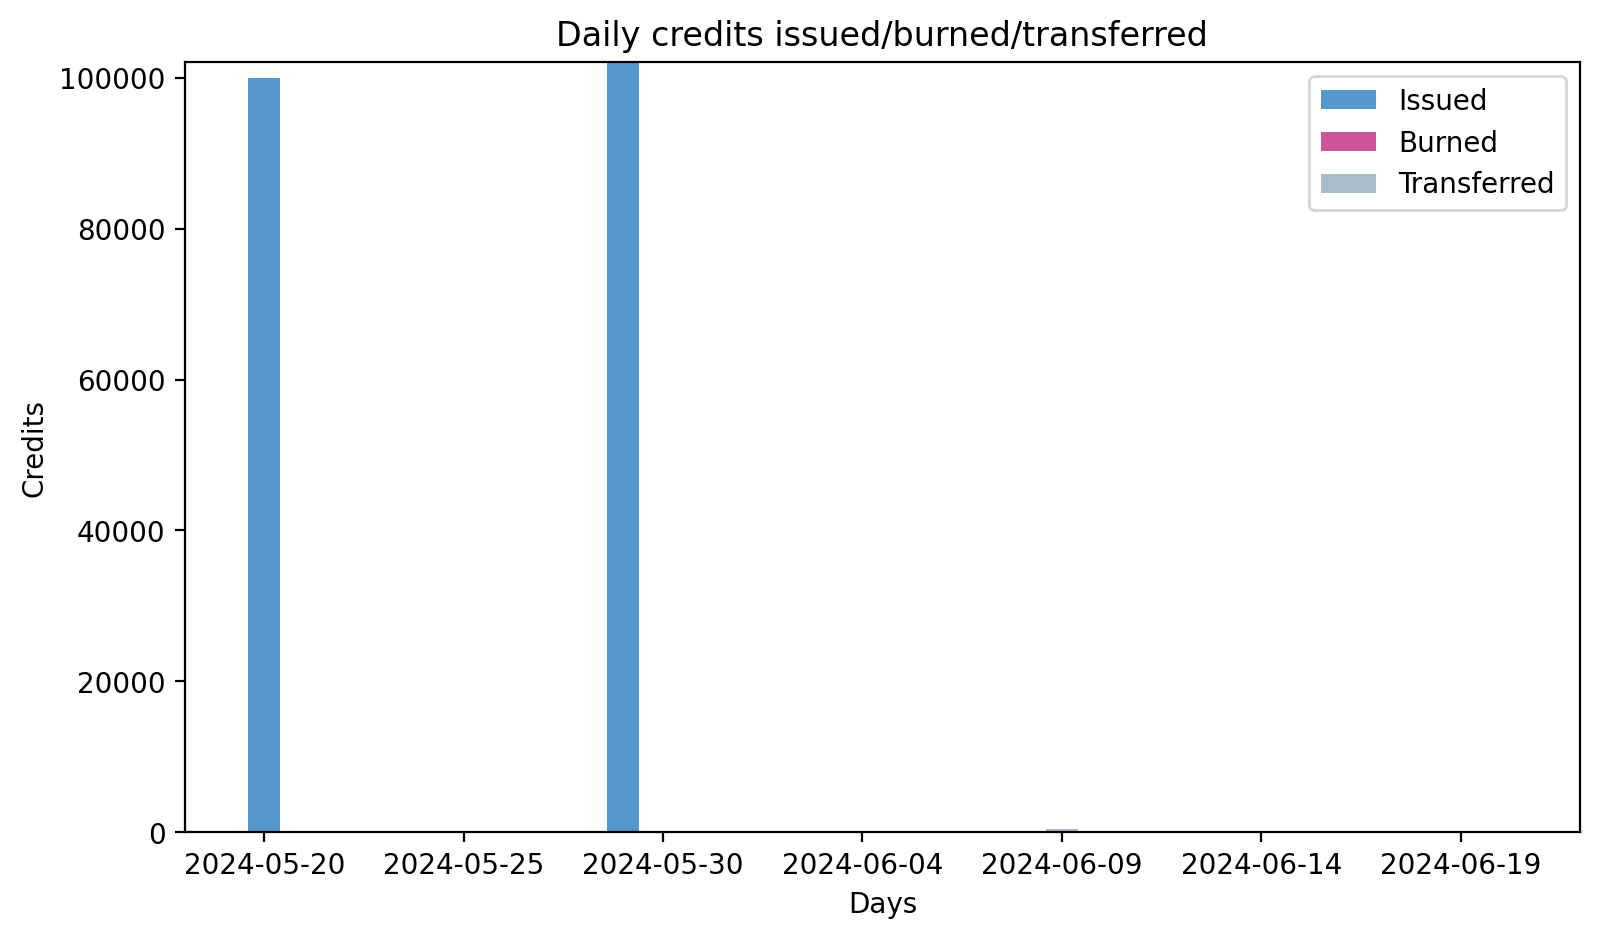 Daily credits issued/burned/transferred
100000
80000
60000
40000
20000
0
Credits
Issued
Burned
Transferred
2024-05-20 2024-05-25 2024-05-30 2024-06-04 2024-06-09 2024-06-14 2024-06-19
Days